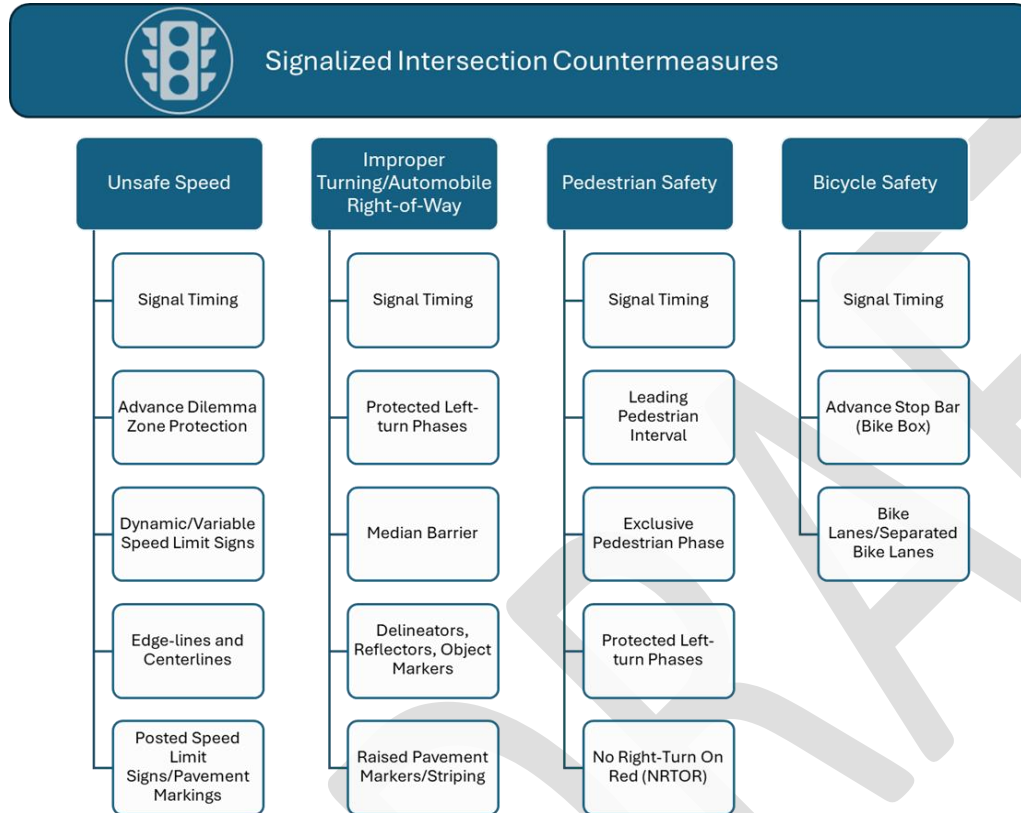 Signalized Intersection Countermeasures
Unsafe Speed
Signal Timing
Advance Dilemma
Zone Protection
Dynamic/Variable
Speed Limit Signs
Edge-lines and
Centerlines
Posted Speed
Limit
Signs/Pavement
Markings
Improper
Turning/Automobile
Right-of-Way
Signal Timing
Protected Left-
turn Phases
Median Barrier
Delineators,
Reflectors, Object
Markers
Raised Pavement
Markers/Striping
Pedestrian Safety
Signal Timing
Leading
Pedestrian
Interval
Exclusive
Pedestrian Phase
Protected Left-
turn Phases
No Right-Turn On
Red (NRTOR)
Bicycle Safety
Signal Timing
Advance Stop Bar
(Bike Box)
Bike
Lanes/Separated
Bike Lanes